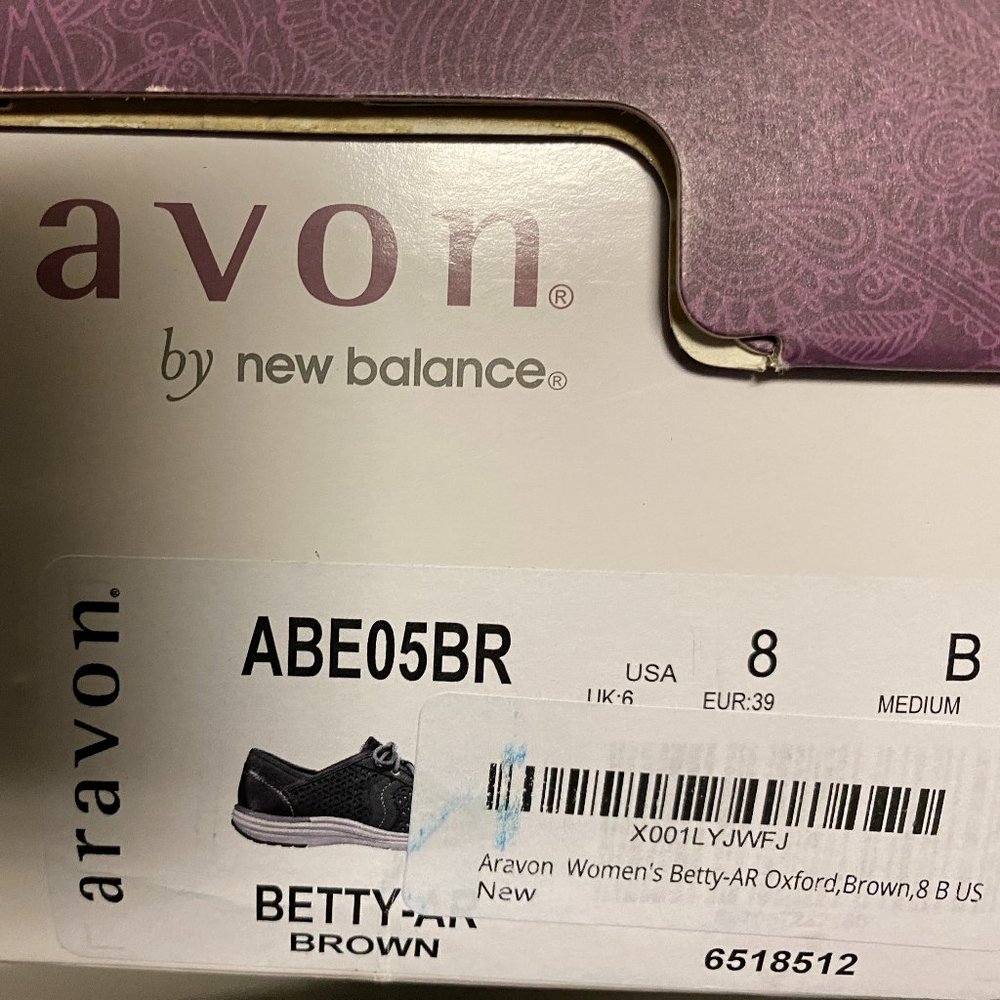 avon®
by new balance®
aravon®
ABE05BR
USA 8 B
UK:6 EUR:39 MEDIUM
X001LYJWFJ
Aravon Women's Betty-AR Oxford,Brown,8 B US
New
BETTY-AR
BROWN
6518512